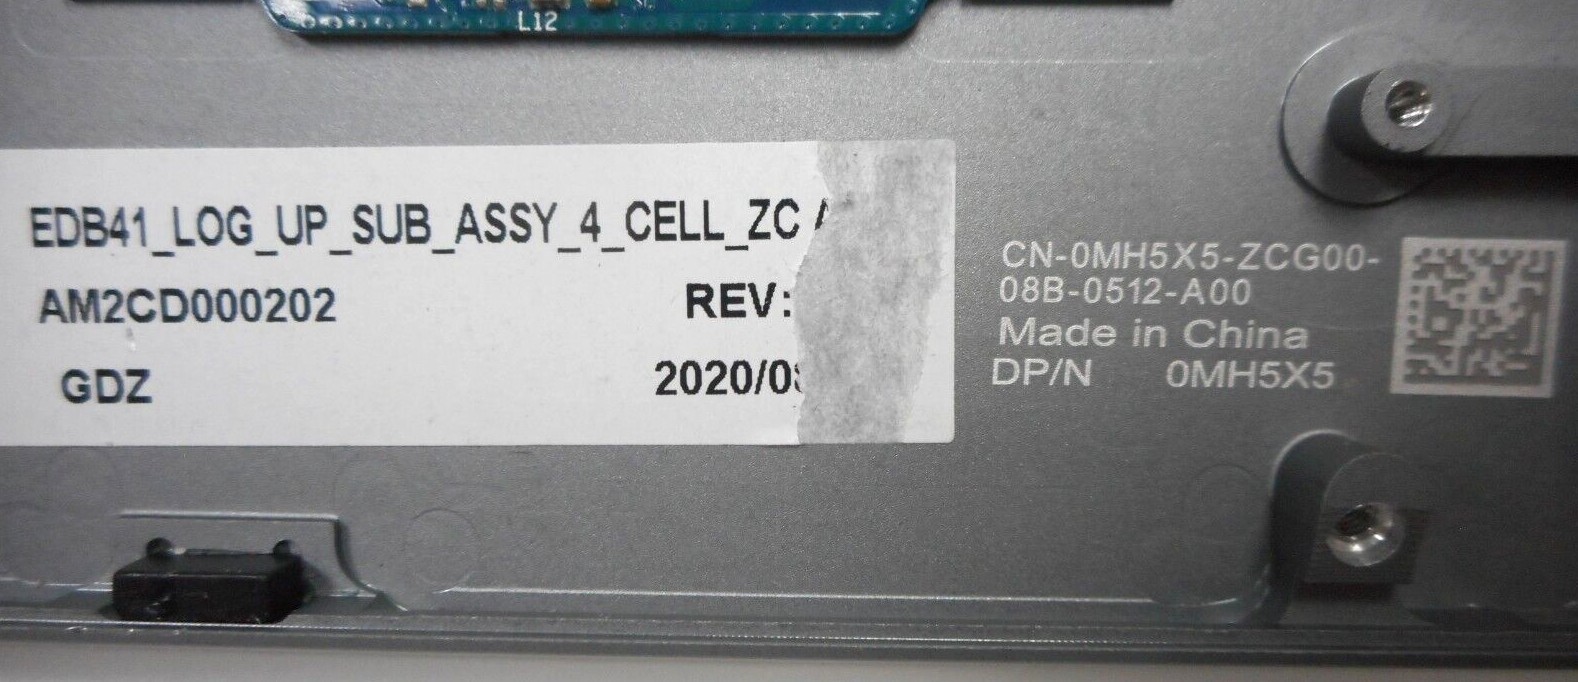 L12
EDB41_LOG_UP_SUB_ASSY_4_CELL_ZC
AM2CD000202 REV:
GDZ 2020/0
CN-0MH5X5-ZCG00-
08B-0512-A00
Made in China
DP/N 0MH5X5